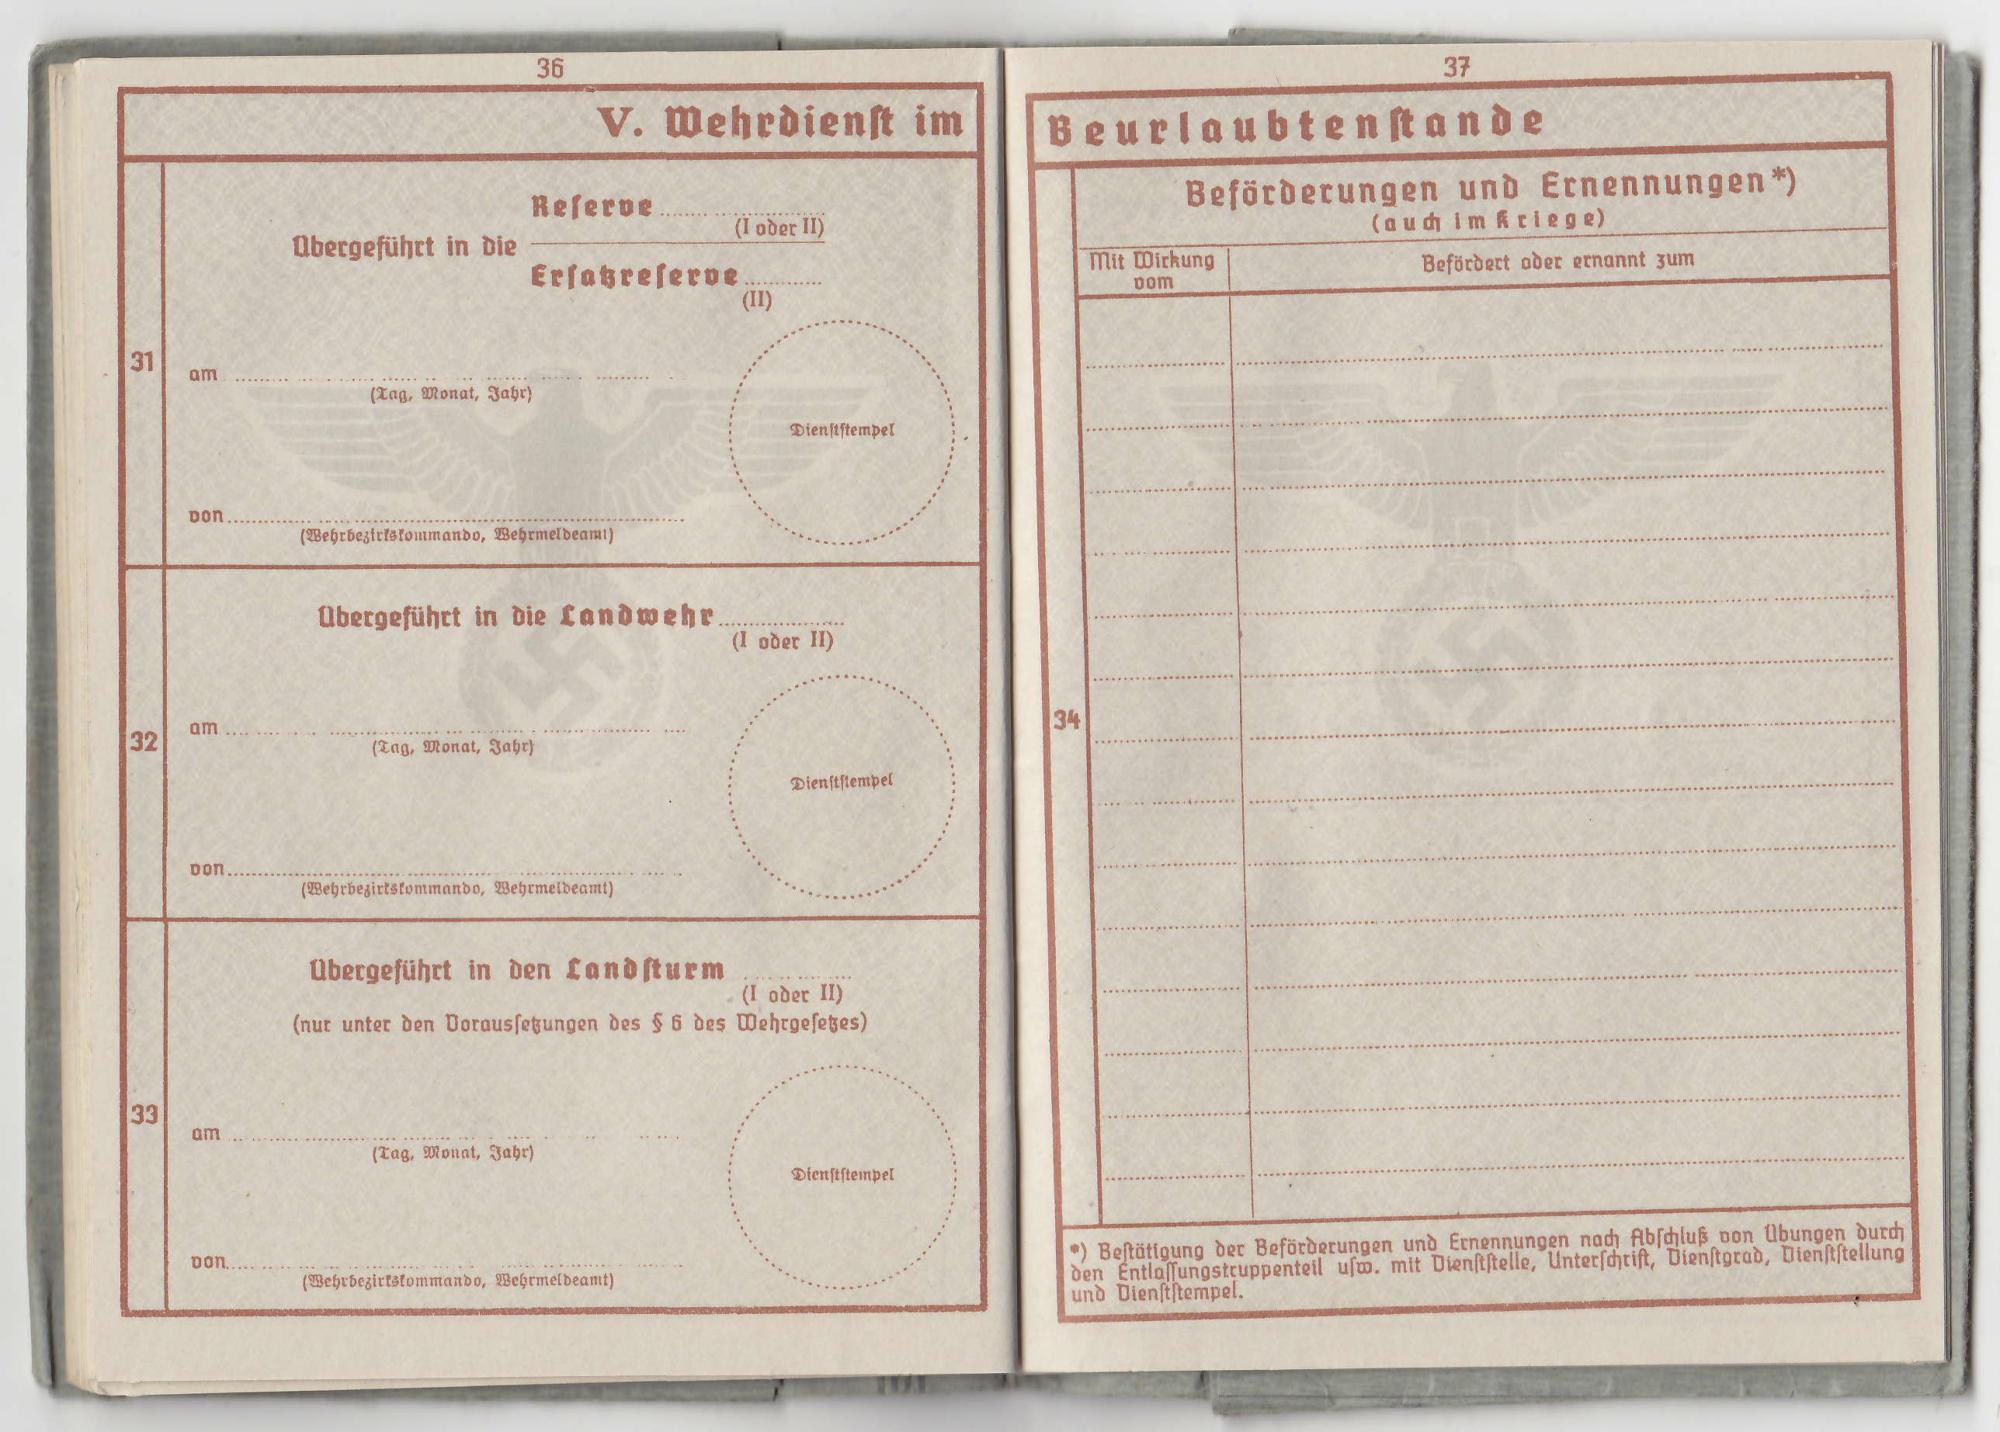 36
V. Wehrdienst im
Reserve
(I oder II)
Übergeführt in die
Ersatzreserve
(II)
31
am
(Tag, Monat, Jahr)
Dienststempel
von
(Wehrbezirkskommando, Wehrmeldeamt)
Übergeführt in die Landwehr
(I oder II)
32
am
(Tag, Monat, Jahr)
Dienststempel
von
(Wehrbezirkskommando, Wehrmeldeamt)
Übergeführt in den Landsturm
(I oder II)
(nur unter den Voraussetzungen des § 6 des Wehrgesetzes)
33
am
(Tag, Monat, Jahr)
Dienststempel
von
(Wehrbezirkskommando, Wehrmeldeamt)
37
Beurlaubtenstande
Beförderungen und Ernennungen*)
(auch im Kriege)
Mit Wirkung
vom
Befördert oder ernannt zum
34
*) Bestätigung der Beförderungen und Ernennungen nach Abschluß von Übungen durch
den Entlassungstruppenteil usw. mit Dienststelle, Unterschrift, Dienstgrad, Dienststellung
und Dienststempel.